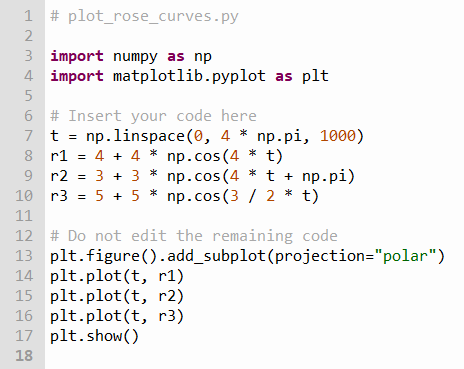 1 # plot_rose_curves.py
2
3 import numpy as np
4 import matplotlib.pyplot as plt
5
6 # Insert your code here
7 t = np.linspace(0, 4 * np.pi, 1000)
8 r1 = 4 + 4 * np.cos(4 * t)
9 r2 = 3 + 3 * np.cos(4 * t + np.pi)
10 r3 = 5 + 5 * np.cos(3 / 2 * t)
11
12 # Do not edit the remaining code
13 plt.figure().add_subplot(projection="polar")
14 plt.plot(t, r1)
15 plt.plot(t, r2)
16 plt.plot(t, r3)
17 plt.show()
18